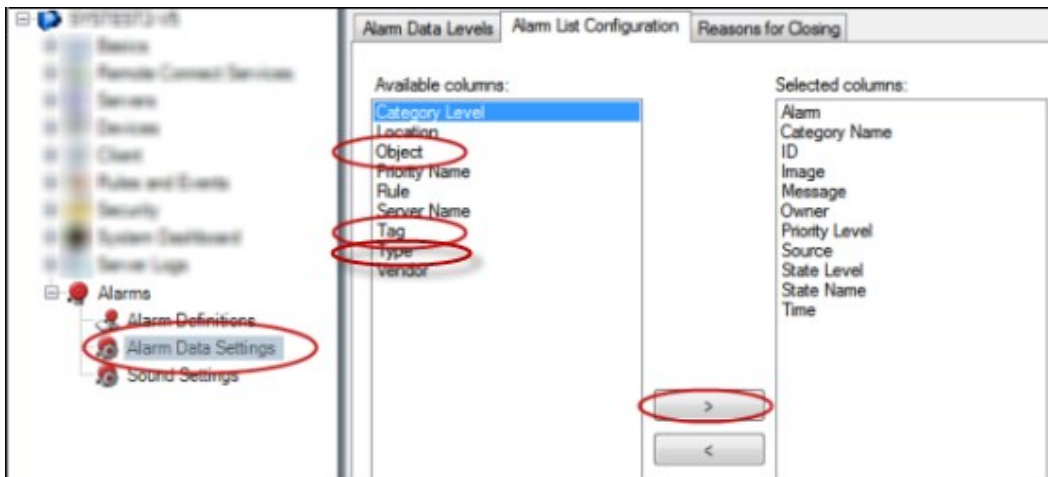 Alarms
Alarm Definitions
Alarm Data Settings
Sound Settings
Alarm Data Levels
Alarm List Configuration
Reasons for Closing
Available columns:
Category Level
Location
Object
Priority Name
Rule
Server Name
Tag
Type
Vendor
>
<
Selected columns:
Alarm
Category Name
ID
Image
Message
Owner
Priority Level
Source
State Level
State Name
Time